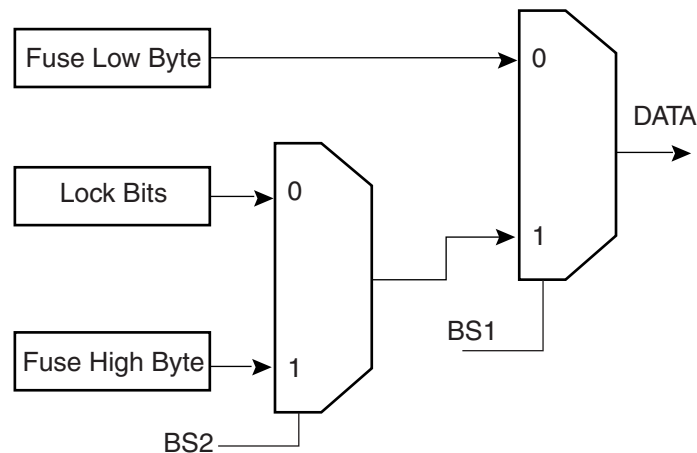 Fuse Low Byte
0
DATA
Lock Bits
0
1
BS1
Fuse High Byte
1
BS2